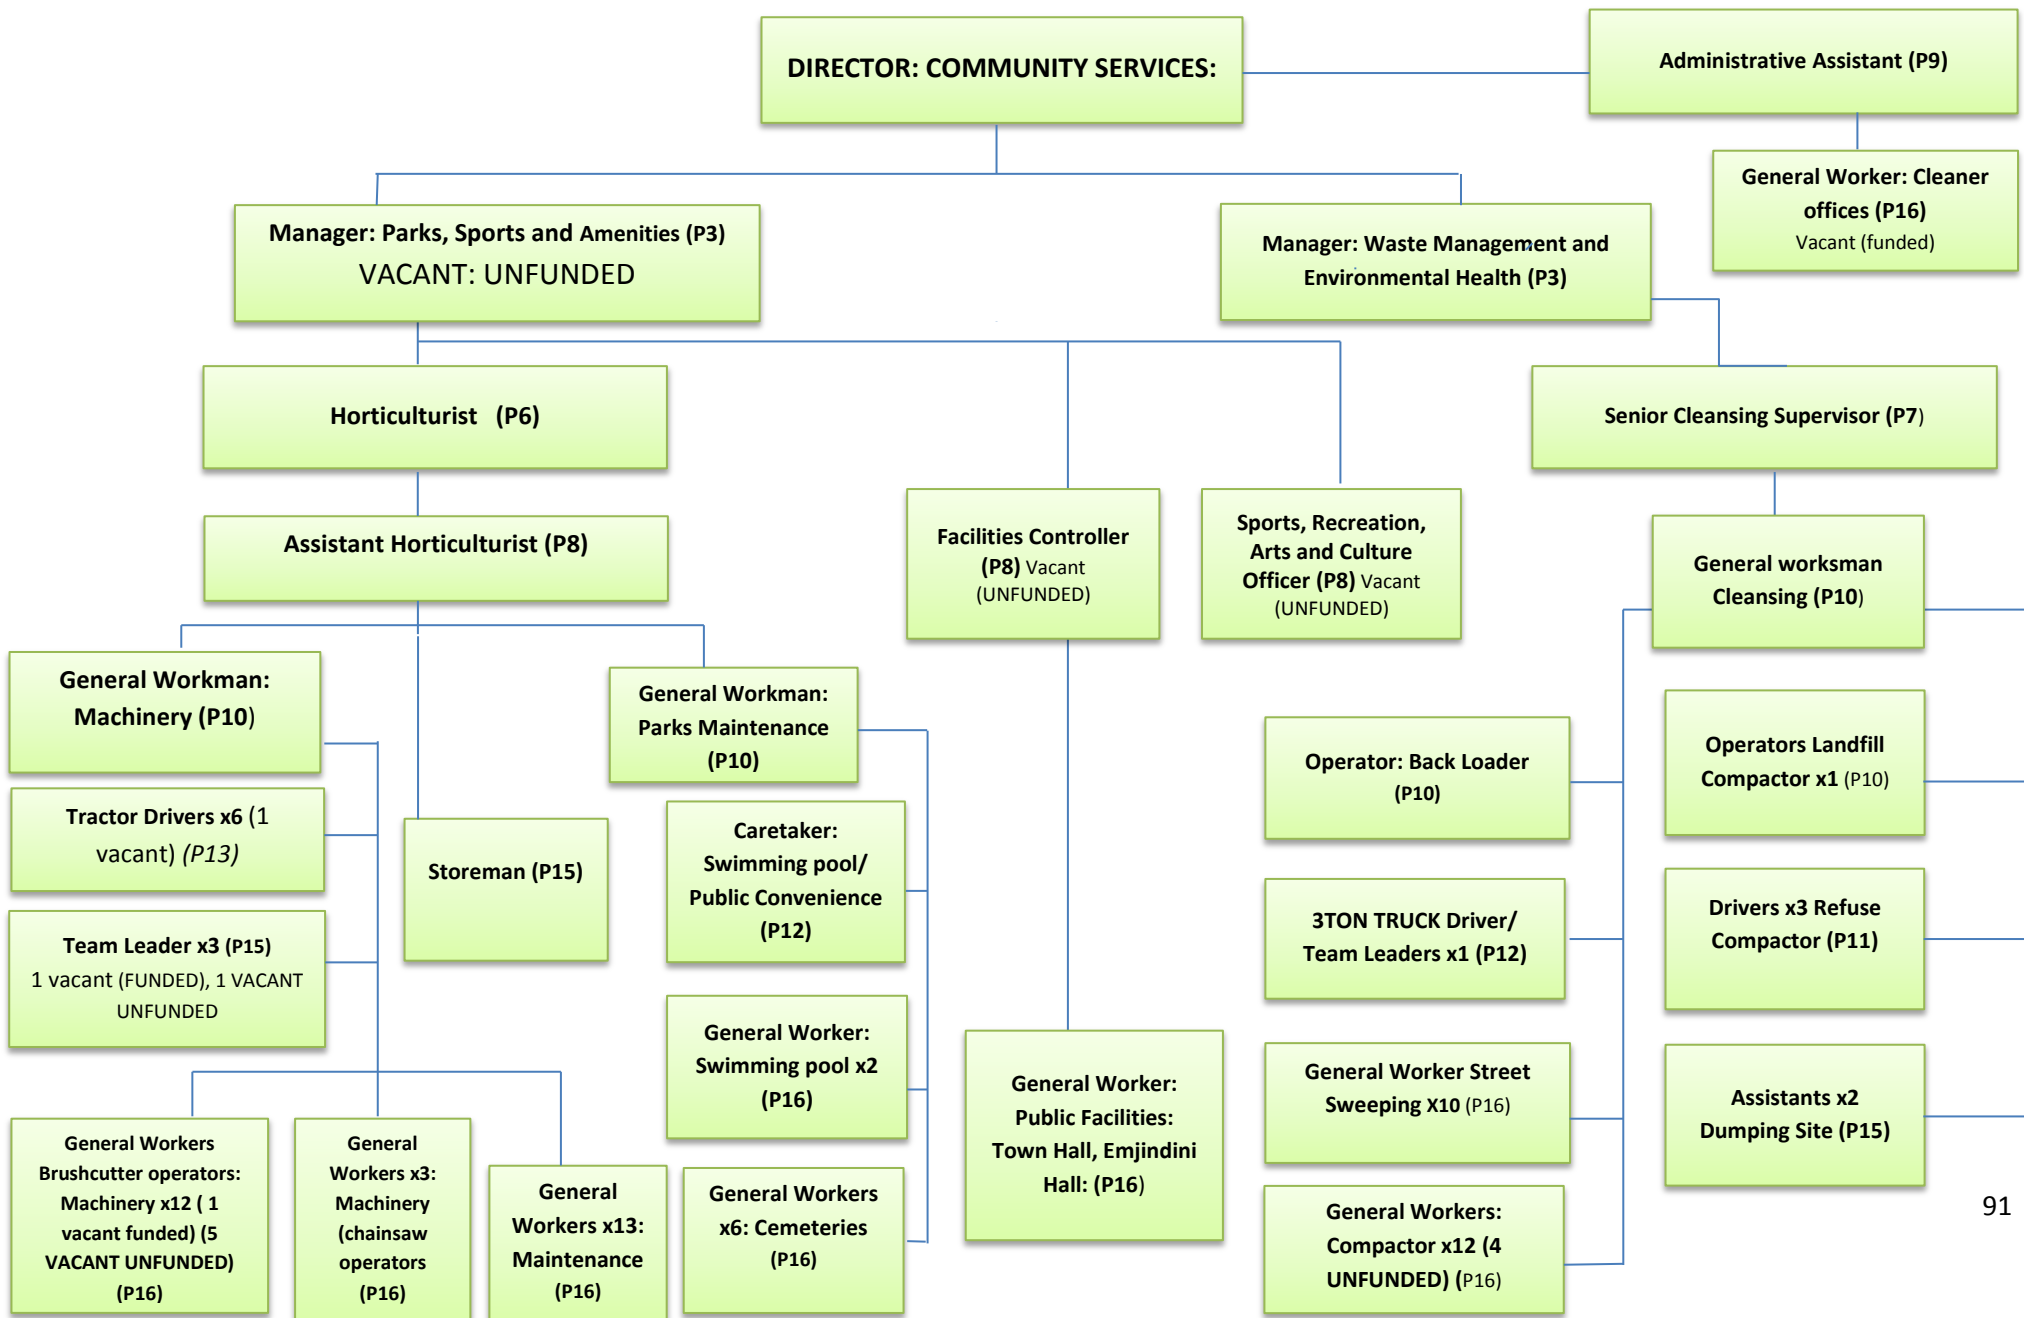 DIRECTOR: COMMUNITY SERVICES:
Administrative Assistant (P9)
General Worker: Cleaner
offices (P16)
Vacant (funded)
Manager: Parks, Sports and Amenities (P3)
VACANT: UNFUNDED
Manager: Waste Management and
Environmental Health (P3)
Horticulturist (P6)
Senior Cleansing Supervisor (P7)
Assistant Horticulturist (P8)
Facilities Controller
(P8) Vacant
(UNFUNDED)
Sports, Recreation,
Arts and Culture
Officer (P8) Vacant
(UNFUNDED)
General worksman
Cleansing (P10)
General Workman:
Machinery (P10)
General Workman:
Parks Maintenance
(P10)
Tractor Drivers x6 (1
vacant) (P13)
Storeman (P15)
Caretaker:
Swimming pool/
Public Convenience
(P12)
Operator: Back Loader
(P10)
Operators Landfill
Compactor x1 (P10)
Team Leader x3 (P15)
1 vacant (FUNDED), 1 VACANT
UNFUNDED
3TON TRUCK Driver/
Team Leaders x1 (P12)
Drivers x3 Refuse
Compactor (P11)
General Worker:
Swimming pool x2
(P16)
General Worker:
Public Facilities:
Town Hall, Emjindini
Hall: (P16)
General Worker Street
Sweeping X10 (P16)
Assistants x2
Dumping Site (P15)
General Workers
Brushcutter operators:
Machinery x12 ( 1
vacant funded) (5
VACANT UNFUNDED)
(P16)
General
Workers x3:
Machinery
(chainsaw
operators
(P16)
General
Workers x13:
Maintenance
(P16)
General Workers
x6: Cemeteries
(P16)
General Workers:
Compactor x12 (4
UNFUNDED) (P16)
91